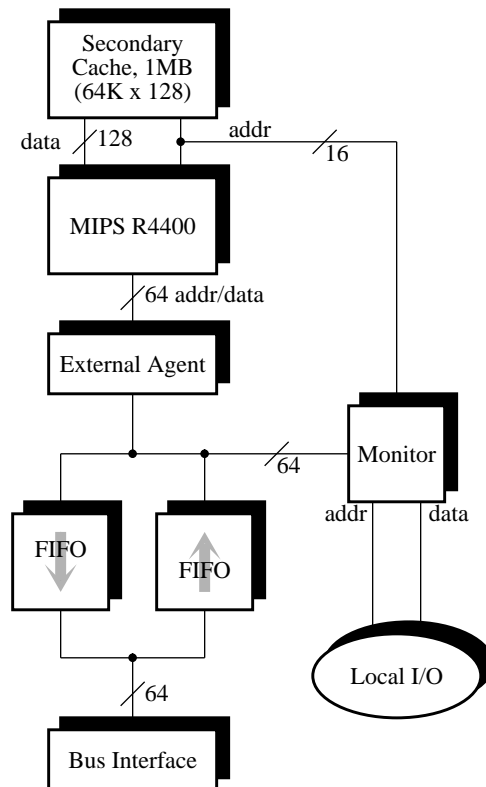 Secondary
Cache, 1MB
(64K x 128)
data
128
addr
16
MIPS R4400
64 addr/data
External Agent
64
Monitor
addr
data
FIFO
FIFO
Local I/O
64
Bus Interface